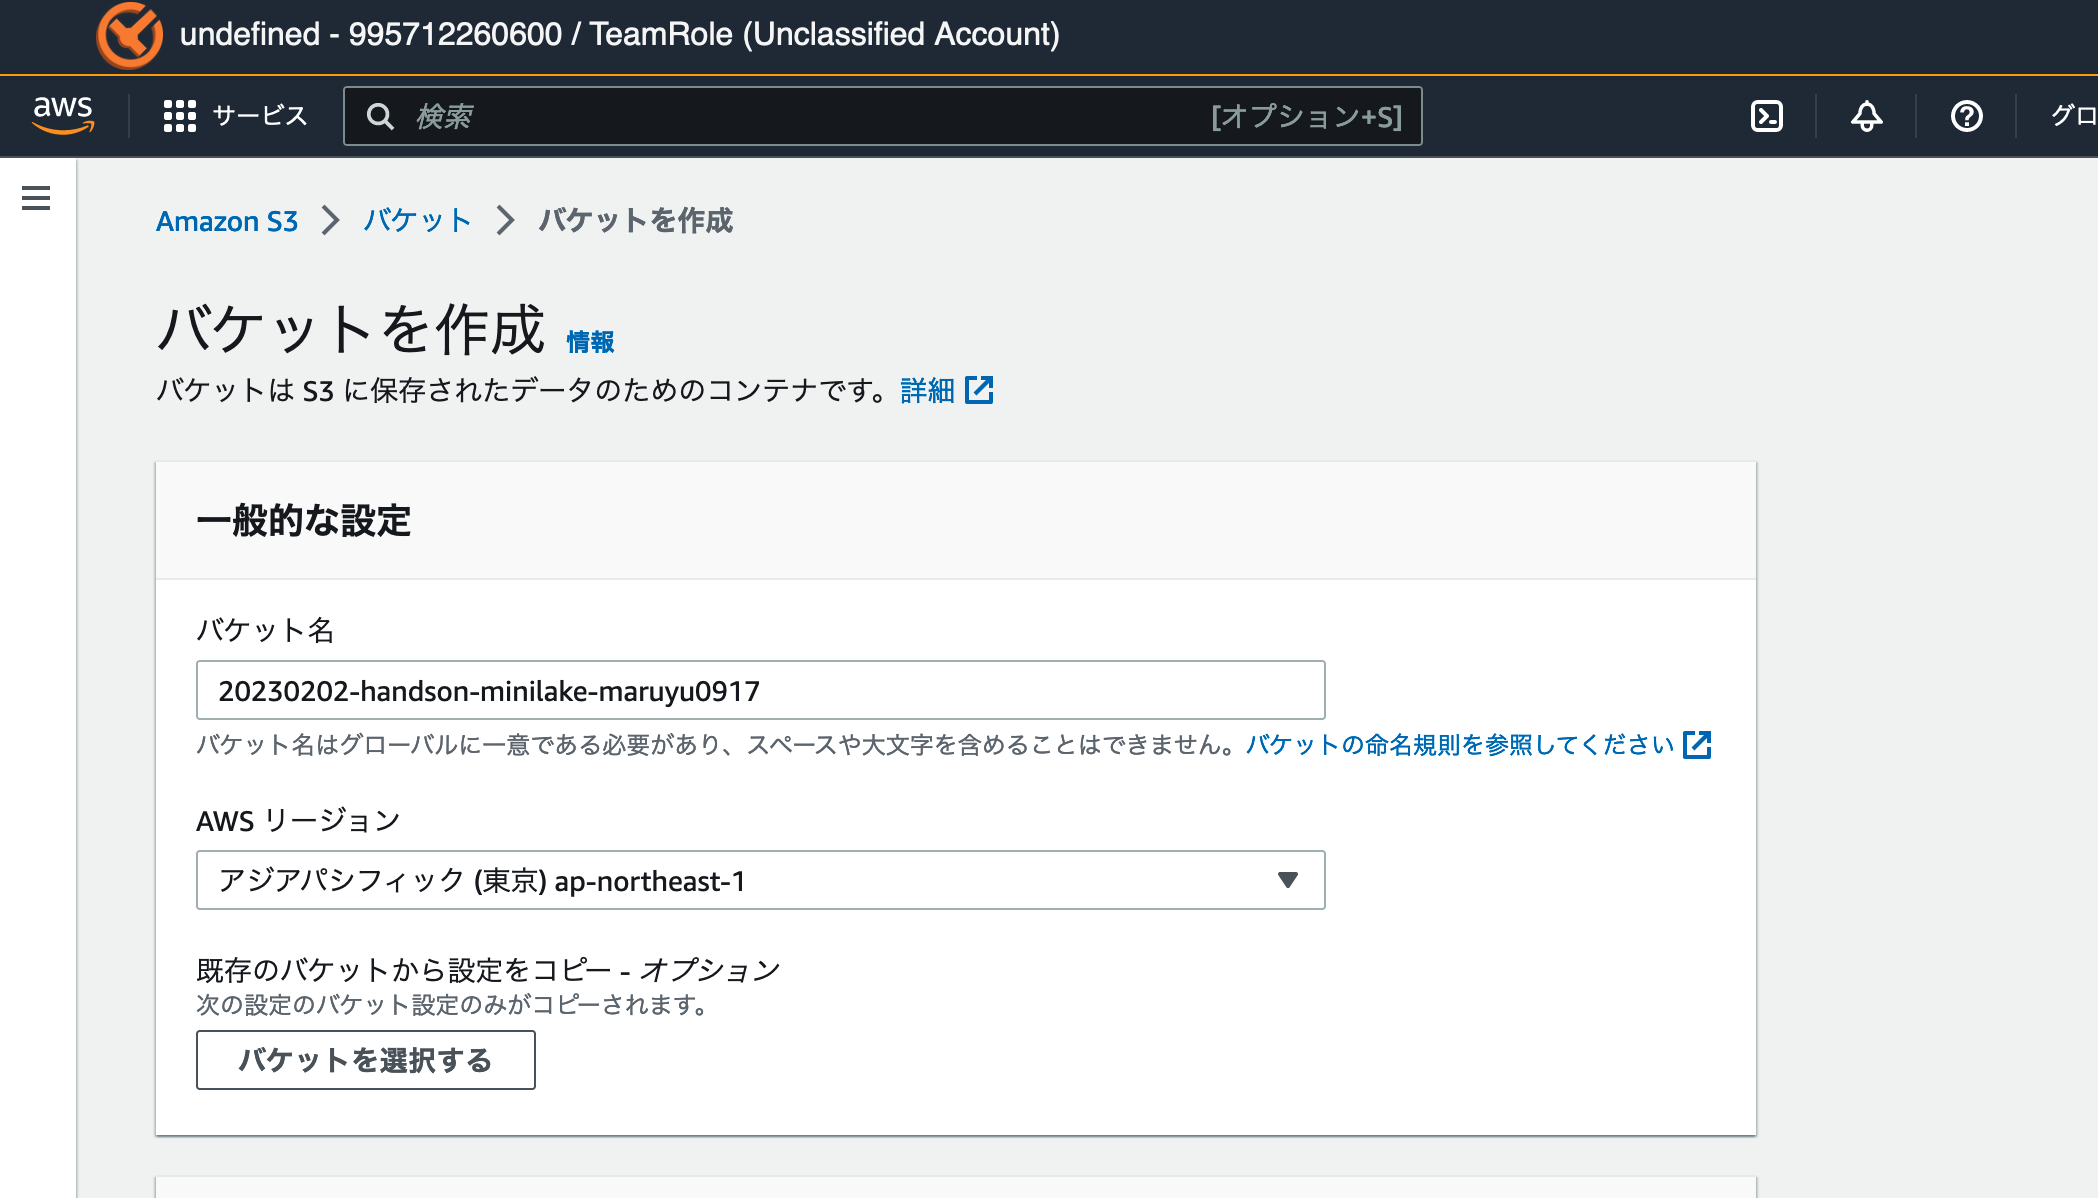 undefined - 995712260600 / TeamRole (Unclassified Account)
aws サービス 検索 [オプション+S] グロ
Amazon S3 > バケット > バケットを作成
バケットを作成 情報
バケットは S3 に保存されたデータのためのコンテナです。詳細
一般的な設定
バケット名
20230202-handson-minilake-maruyu0917
バケット名はグローバルに一意である必要があり、スペースや大文字を含めることはできません。バケットの命名規則を参照してください
AWS リージョン
アジアパシフィック (東京) ap-northeast-1
既存のバケットから設定をコピー - オプション
次の設定のバケット設定のみがコピーされます。
バケットを選択する